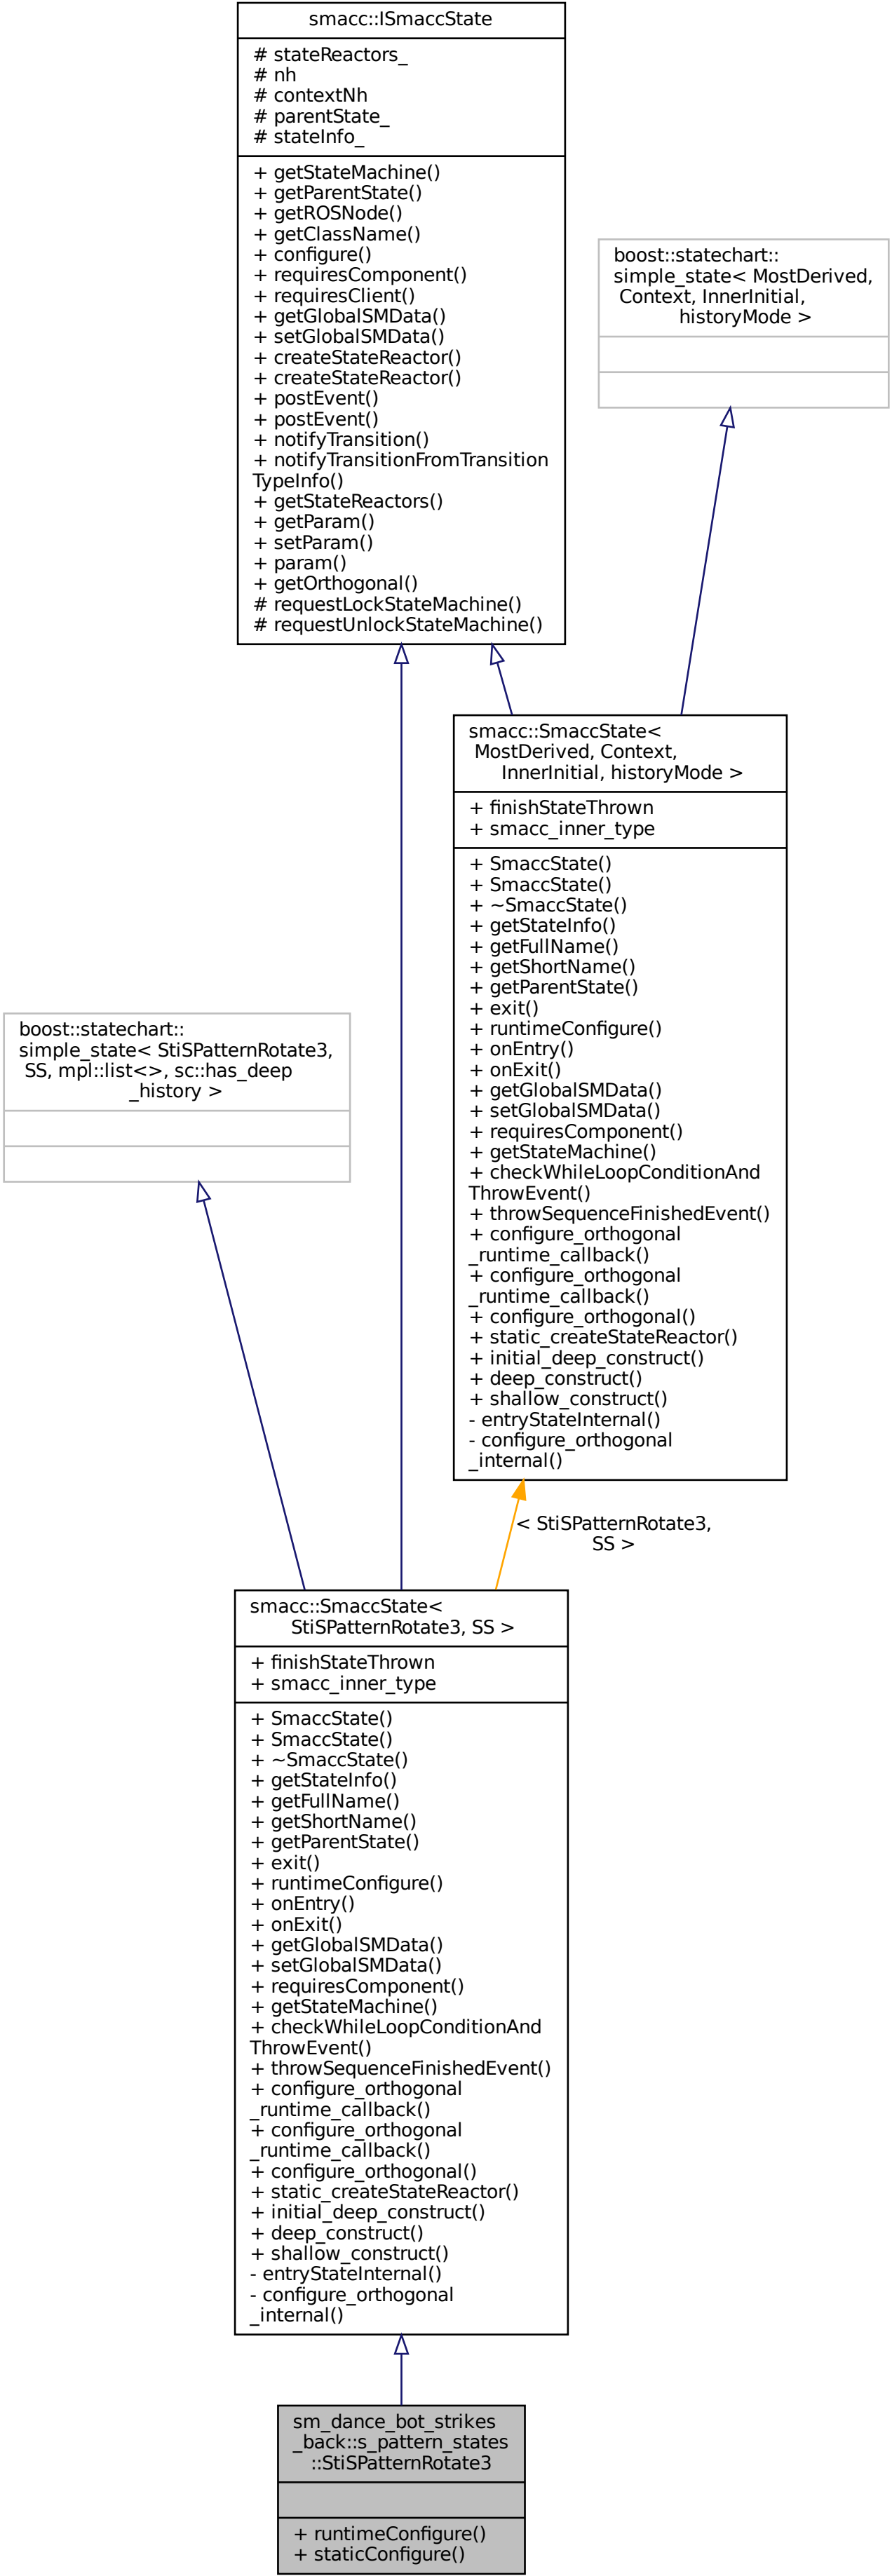 smacc::ISmaccState
# stateReactors_
# nh
# contextNh
# parentState_
# stateInfo_
+ getStateMachine()
+ getParentState()
+ getROSNode()
+ getClassName()
+ configure()
+ requiresComponent()
+ requiresClient()
+ getGlobalSMData()
+ setGlobalSMData()
+ createStateReactor()
+ createStateReactor()
+ postEvent()
+ postEvent()
+ notifyTransition()
+ notifyTransitionFromTransition
TypeInfo()
+ getStateReactors()
+ getParam()
+ setParam()
+ param()
+ getOrthogonal()
# requestLockStateMachine()
# requestUnlockStateMachine()
boost::statechart::
simple_state< MostDerived,
Context, InnerInitial,
historyMode >
smacc::SmaccState<
MostDerived, Context,
InnerInitial, historyMode >
+ finishStateThrown
+ smacc_inner_type
+ SmaccState()
+ SmaccState()
+ ~SmaccState()
+ getStateInfo()
+ getFullName()
+ getShortName()
+ getParentState()
+ exit()
+ runtimeConfigure()
+ onEntry()
+ onExit()
+ getGlobalSMData()
+ setGlobalSMData()
+ requiresComponent()
+ getStateMachine()
+ checkWhileLoopConditionAnd
ThrowEvent()
+ throwSequenceFinishedEvent()
+ configure_orthogonal
_runtime_callback()
+ configure_orthogonal
_runtime_callback()
+ configure_orthogonal()
+ static_createStateReactor()
+ initial_deep_construct()
+ deep_construct()
+ shallow_construct()
- entryStateInternal()
- configure_orthogonal
_internal()
boost::statechart::
simple_state< StiSPatternRotate3,
SS, mpl::list<>, sc::has_deep
_history >
< StiSPatternRotate3,
SS >
smacc::SmaccState<
StiSPatternRotate3, SS >
+ finishStateThrown
+ smacc_inner_type
+ SmaccState()
+ SmaccState()
+ ~SmaccState()
+ getStateInfo()
+ getFullName()
+ getShortName()
+ getParentState()
+ exit()
+ runtimeConfigure()
+ onEntry()
+ onExit()
+ getGlobalSMData()
+ setGlobalSMData()
+ requiresComponent()
+ getStateMachine()
+ checkWhileLoopConditionAnd
ThrowEvent()
+ throwSequenceFinishedEvent()
+ configure_orthogonal
_runtime_callback()
+ configure_orthogonal
_runtime_callback()
+ configure_orthogonal()
+ static_createStateReactor()
+ initial_deep_construct()
+ deep_construct()
+ shallow_construct()
- entryStateInternal()
- configure_orthogonal
_internal()
sm_dance_bot_strikes
_back::s_pattern_states
::StiSPatternRotate3
+ runtimeConfigure()
+ staticConfigure()